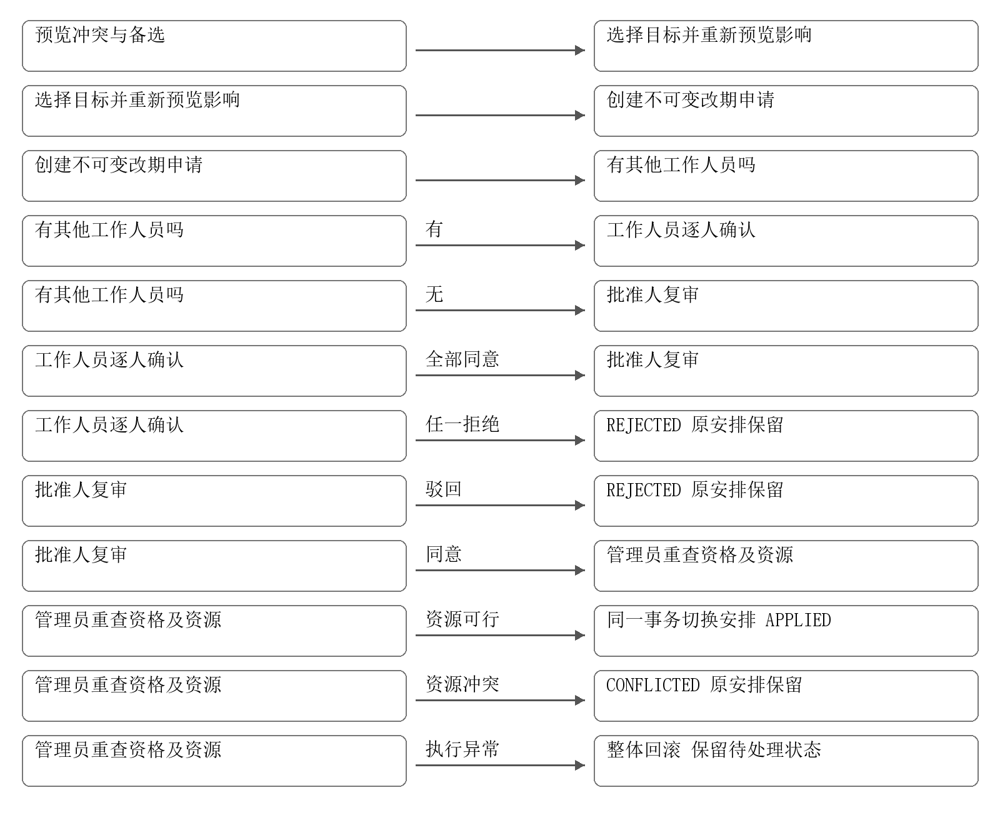 预览冲突与备选
选择目标并重新预览影响
选择目标并重新预览影响
创建不可变改期申请
创建不可变改期申请
有其他工作人员吗
有其他工作人员吗
有
工作人员逐人确认
有其他工作人员吗
无
批准人复审
工作人员逐人确认
全部同意
批准人复审
工作人员逐人确认
任一拒绝
REJECTED 原安排保留
批准人复审
驳回
REJECTED 原安排保留
批准人复审
同意
管理员重查资格及资源
管理员重查资格及资源
资源可行
同一事务切换安排 APPLIED
管理员重查资格及资源
资源冲突
CONFLICTED 原安排保留
管理员重查资格及资源
执行异常
整体回滚 保留待处理状态